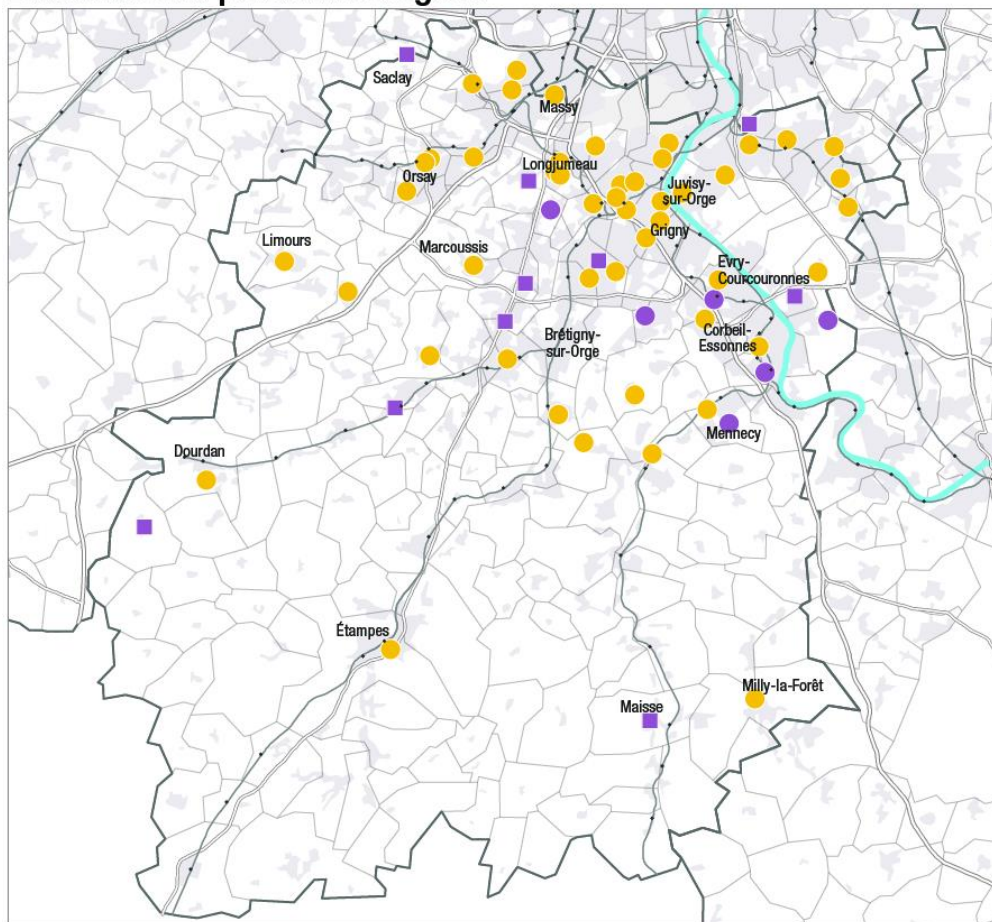 Saclay
Massy
Longjumeau
Orsay
Juvisy-
sur-Orge
Grigny
Limours
Marcoussis
Evry-
Courcouronnes
Brétigny-
sur-Orge
Corbeil-
Essonnes
Mennecy
Dourdan
Étampes
Milly-la-Forêt
Maisse